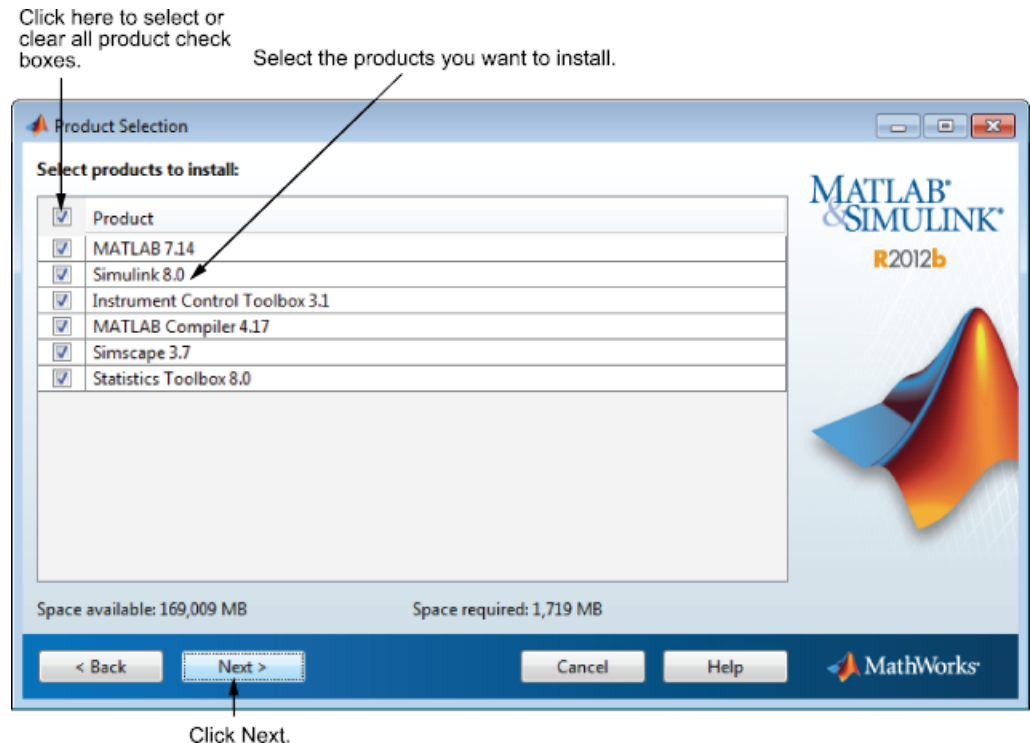 Click here to select or
clear all product check
boxes.
Select the products you want to install.
Product Selection
Select products to install:
Product
MATLAB 7.14
Simulink 8.0
Instrument Control Toolbox 3.1
MATLAB Compiler 4.17
Simscape 3.7
Statistics Toolbox 8.0
MATLAB®
&SIMULINK®
R2012b
Space available: 169,009 MB
Space required: 1,719 MB
< Back
Next >
Cancel
Help
MathWorks®
Click Next.